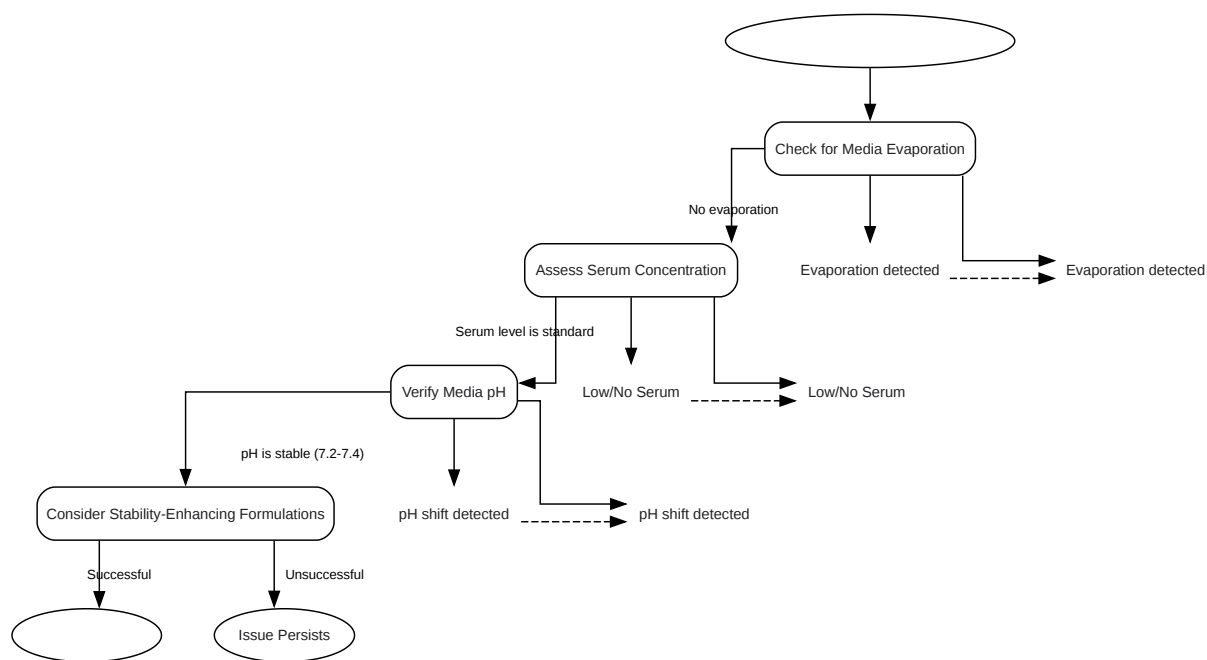 Check for Media Evaporation
No evaporation
Assess Serum Concentration
Evaporation detected
Evaporation detected
Serum level is standard
Verify Media pH
Low/No Serum
Low/No Serum
pH is stable (7.2-7.4)
Consider Stability-Enhancing Formulations
pH shift detected
pH shift detected
Successful
Unsuccessful
Issue Persists